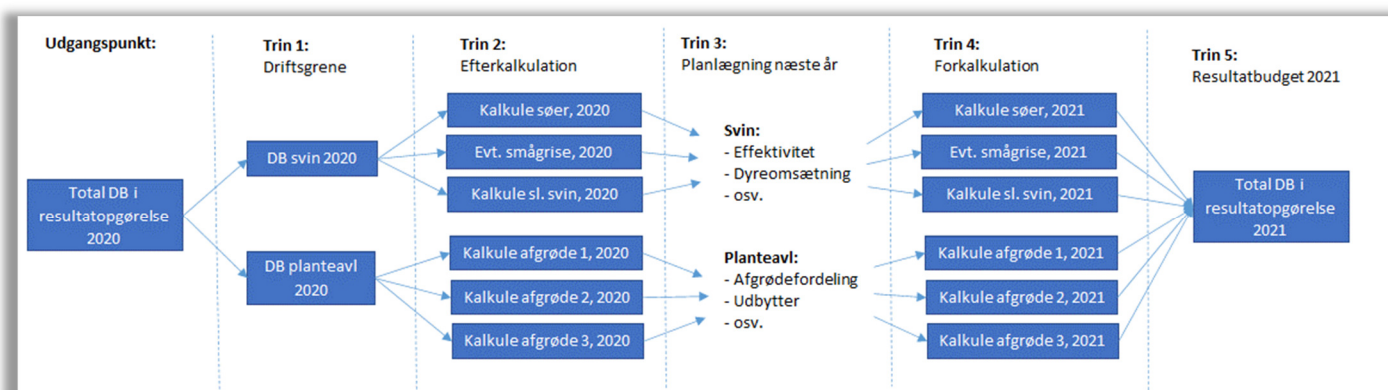 Udgangspunkt:
Total DB i
resultatopgørelse
2020
Trin 1:
Driftsgrene
DB svin 2020
DB planteavl
2020
Trin 2:
Efterkalkulation
Kalkule søer, 2020
Evt. smågrise, 2020
Kalkule sl. svin, 2020
Kalkule afgrøde 1, 2020
Kalkule afgrøde 2, 2020
Kalkule afgrøde 3, 2020
Trin 3:
Planlægning næste år
Svin:
- Effektivitet
- Dyreomsætning
- osv.
Planteavl:
- Afgrødefordeling
- Udbytter
- osv.
Trin 4:
Forkalkulation
Kalkule søer, 2021
Evt. smågrise, 2021
Kalkule sl. svin, 2021
Kalkule afgrøde 1, 2021
Kalkule afgrøde 2, 2021
Kalkule afgrøde 3, 2021
Trin 5:
Resultatbudget 2021
Total DB i
resultatopgørelse
2021